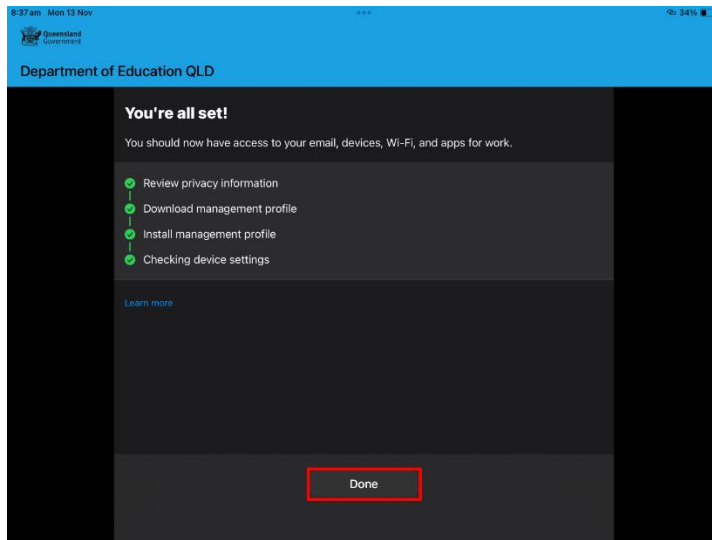 8:37 am Mon 13 Nov
34%
Queensland
Government
Department of Education QLD
You're all set!
You should now have access to your email, devices, Wi-Fi, and apps for work.
Review privacy information
Download management profile
Install management profile
Checking device settings
Learn more
Done